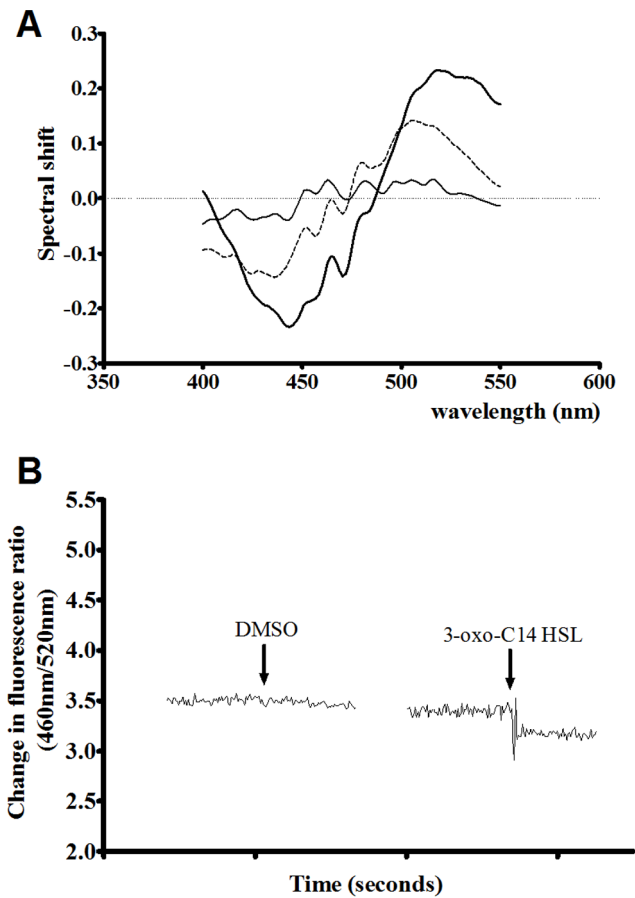 A
0.3
0.2
0.1
0.0
-0.1
-0.2
-0.3
Spectral shift
350 400 450 500 550 600
wavelength (nm)
B
5.5
5.0
4.5
4.0
3.5
3.0
2.5
2.0
Change in fluorescence ratio
(460nm/520nm)
DMSO
3-oxo-C14 HSL
Time (seconds)